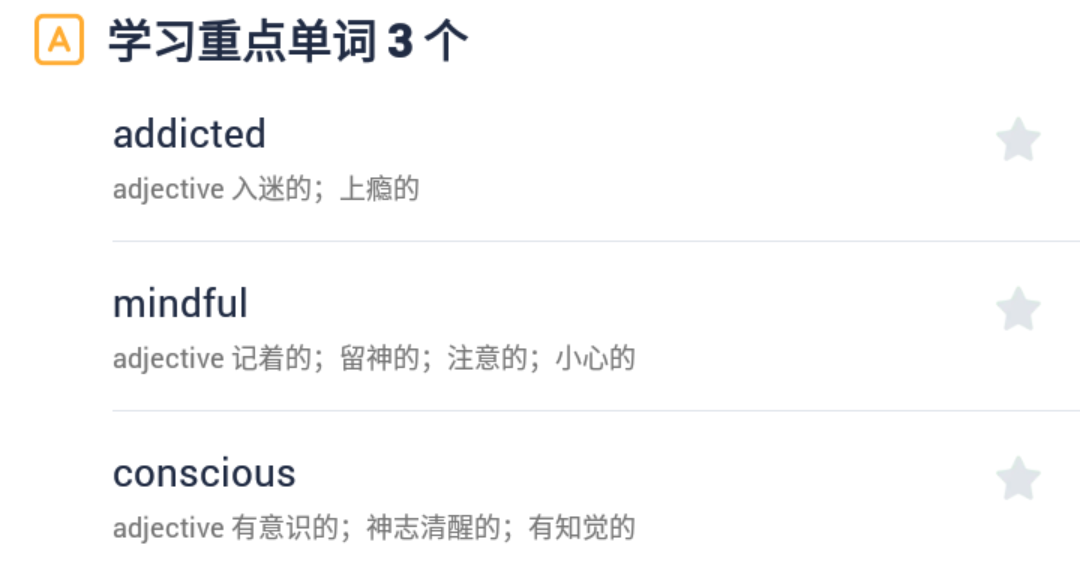 A 学习重点单词 3 个
addicted
adjective 入迷的；上瘾的
mindful
adjective 记着的；留神的；注意的；小心的
conscious
adjective 有意识的；神志清醒的；有知觉的